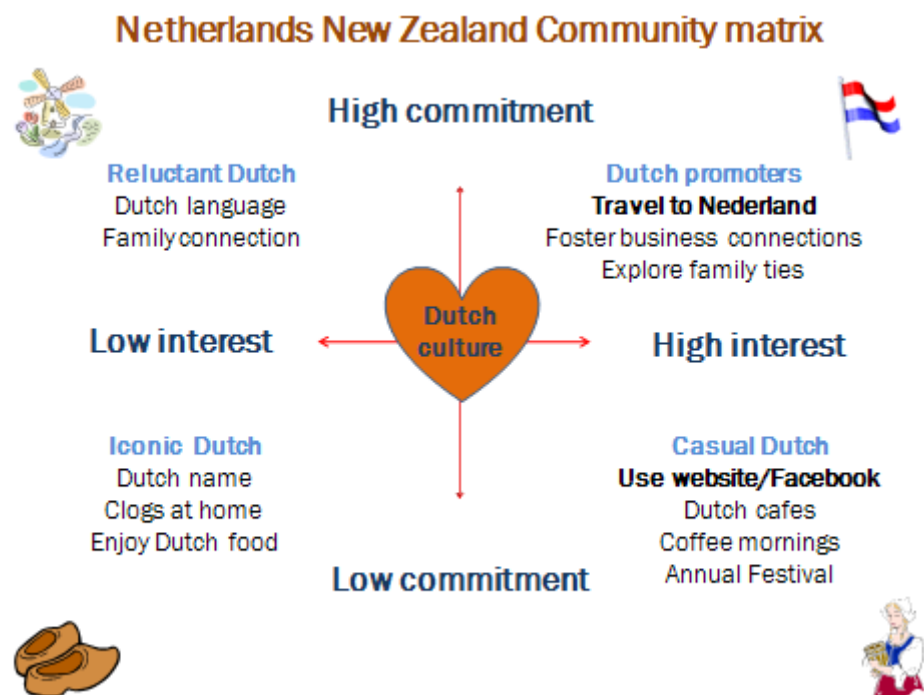 Netherlands New Zealand Community matrix
High commitment
Reluctant Dutch
Dutch language
Family connection
Dutch promoters
Travel to Nederland
Foster business connections
Explore family ties
Low interest
Dutch
culture
High interest
Iconic Dutch
Dutch name
Clogs at home
Enjoy Dutch food
Casual Dutch
Use website/Facebook
Dutch cafes
Coffee mornings
Annual Festival
Low commitment